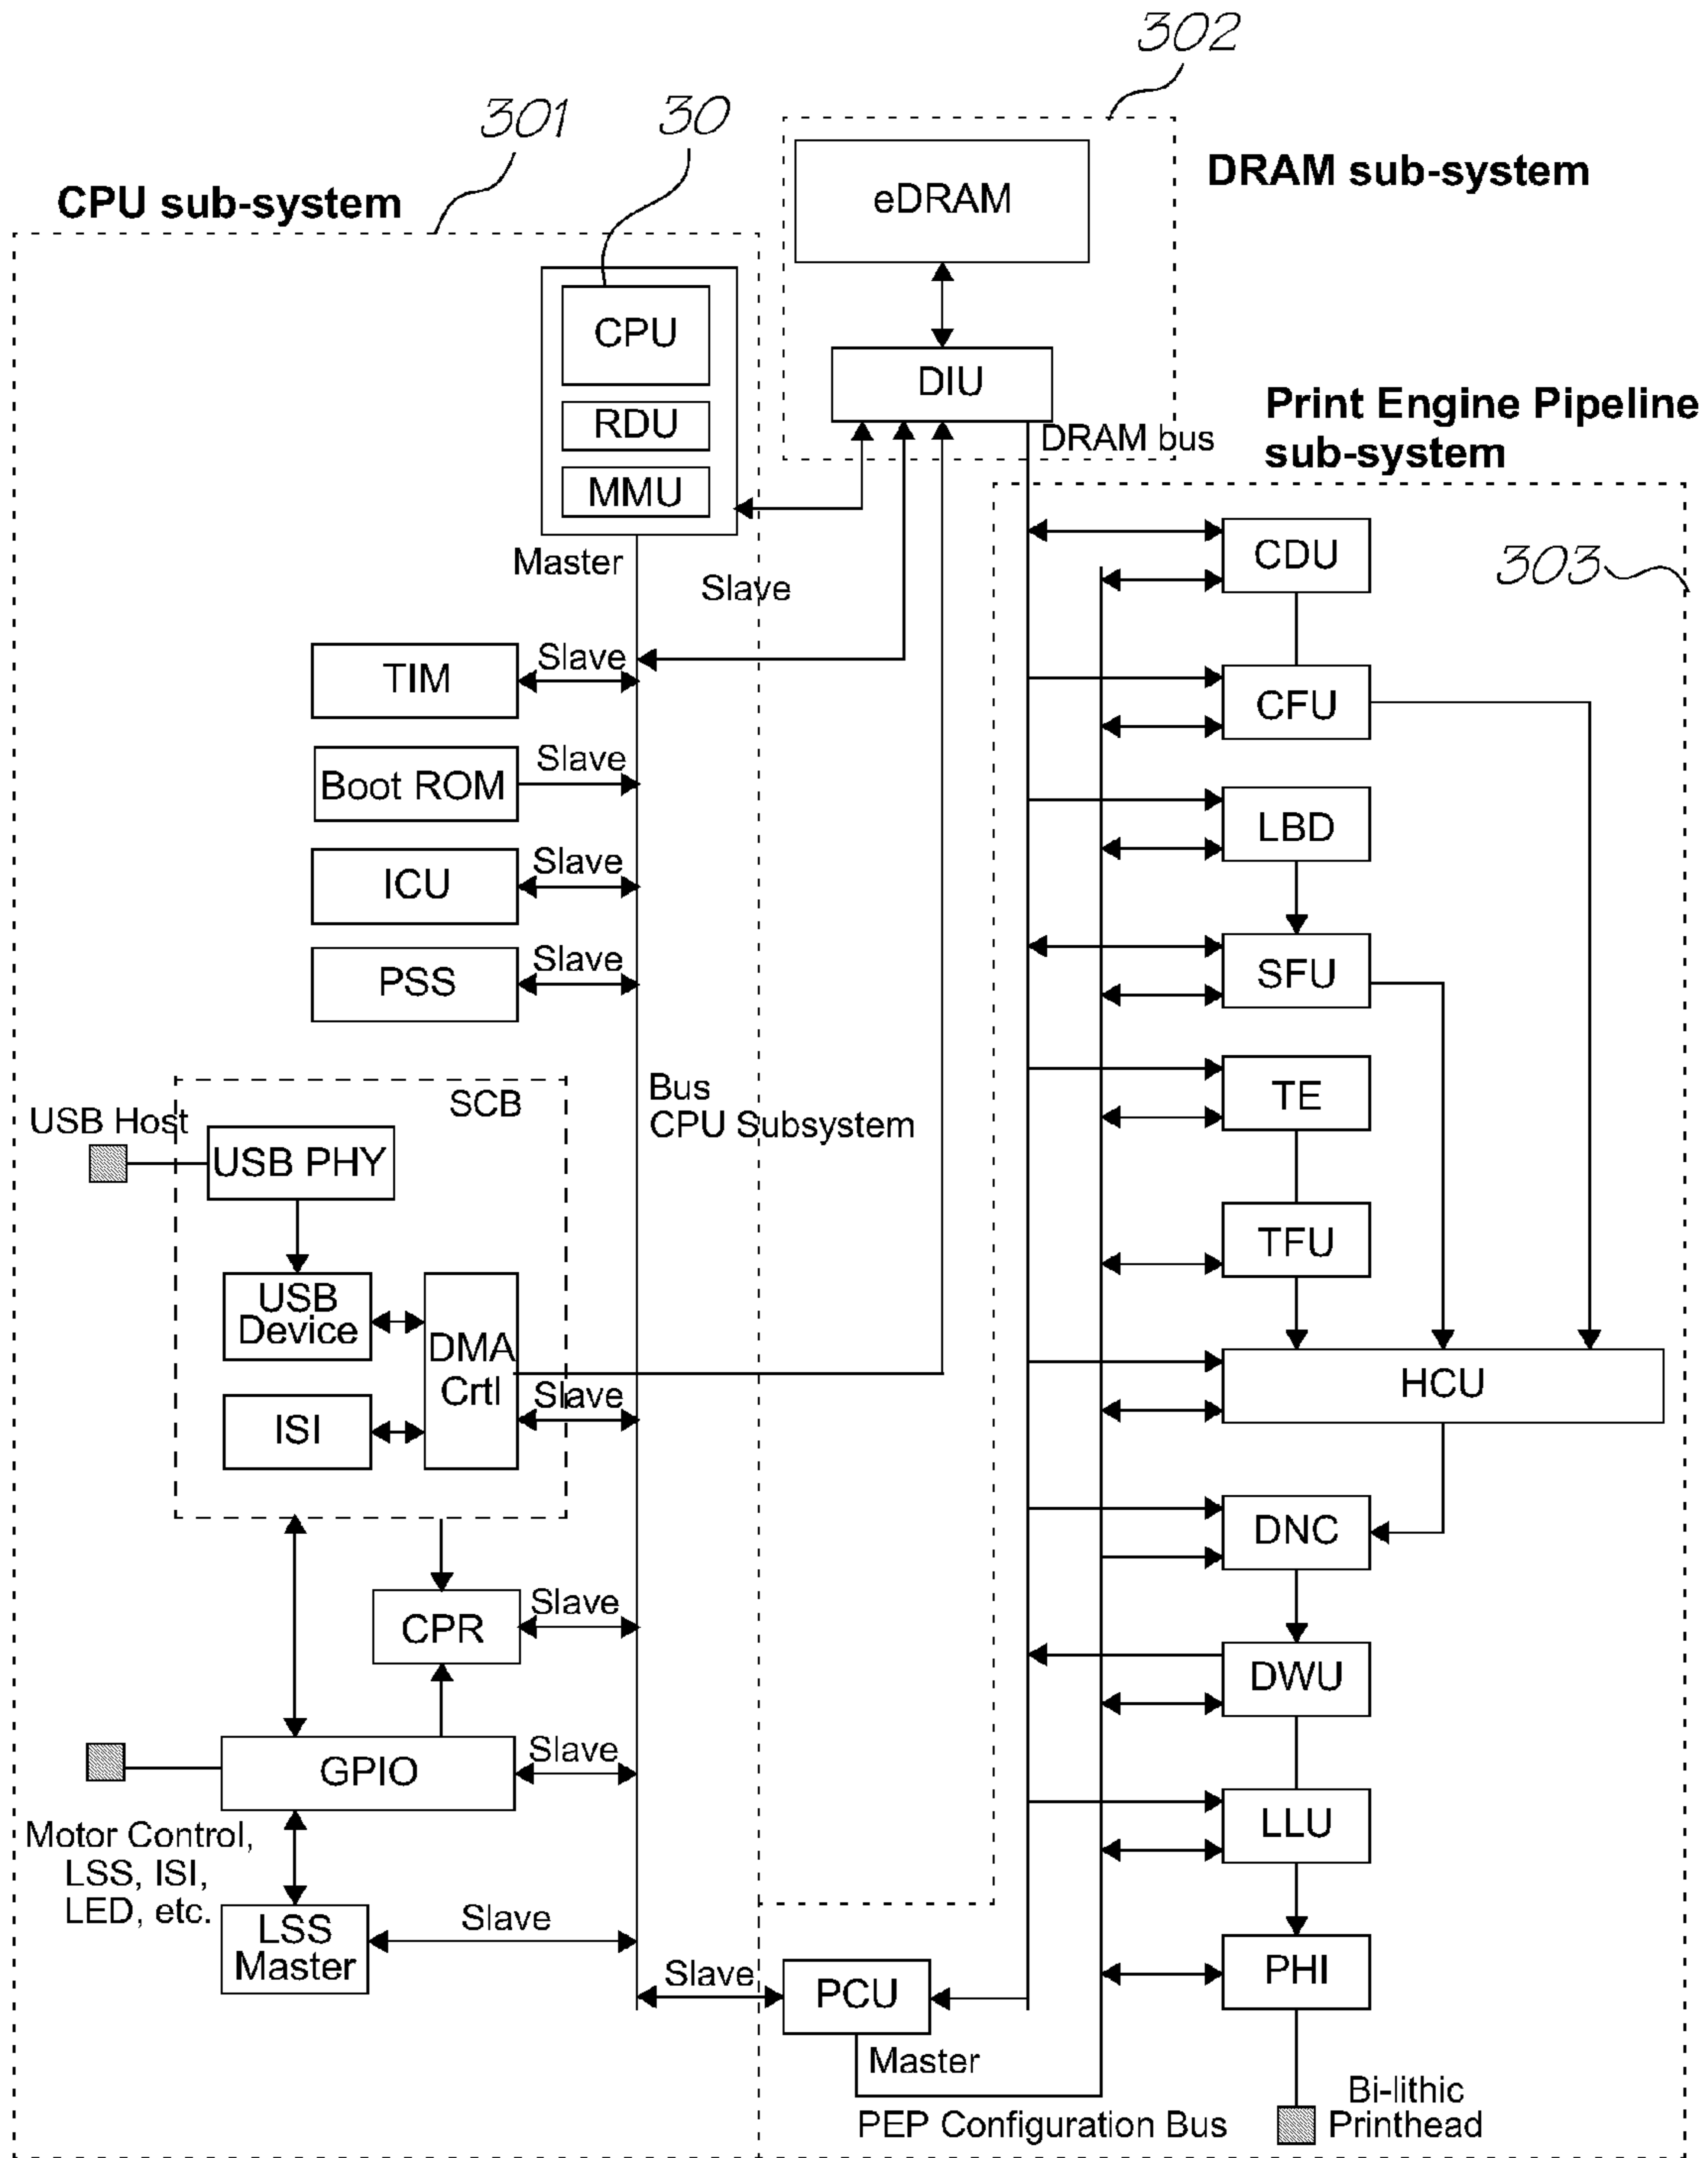 302
301
30
DRAM sub-system
CPU sub-system
eDRAM
CPU
DIU
RDU
Print Engine Pipeline
sub-system
DRAM bus
MMU
Master
Slave
CDU
303
TIM
Slave
CFU
Boot ROM
Slave
LBD
ICU
Slave
PSS
Slave
SFU
SCB
Bus
CPU Subsystem
TE
USB Host
USB PHY
TFU
USB
Device
DMA
Crtl
Slave
HCU
ISI
DNC
CPR
Slave
DWU
GPIO
Slave
Motor Control,
LSS, ISI,
LED, etc.
LLU
LSS
Master
Slave
Slave
PCU
PHI
Master
PEP Configuration Bus
Bi-lithic
Printhead